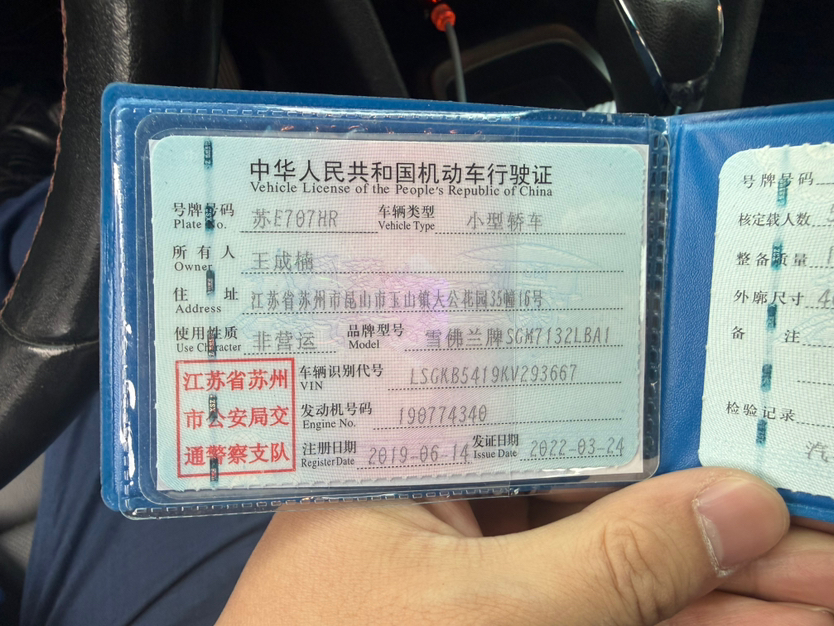 中华人民共和国机动车行驶证
Vehicle License of the People's Republic of China
号牌号码 苏E707HR 车辆类型 小型轿车
Plate No. Vehicle Type
所有人 王成楠
Owner
住址 江苏省苏州市昆山市玉山镇大公花园35幢16号
Address
使用性质 非营运 品牌型号 雪佛兰牌SGM7132LBA1
Use Character Model
江苏省苏州
市公安局交
通警察支队
车辆识别代号 LSGKB5419KV293667
VIN
发动机号码 190774340
Engine No.
注册日期 2019-06-14 发证日期 2022-03-24
Register Date Issue Date
号牌号码
核定载人数
整备质量 1
外廓尺寸 4
备注
检验记录
汽